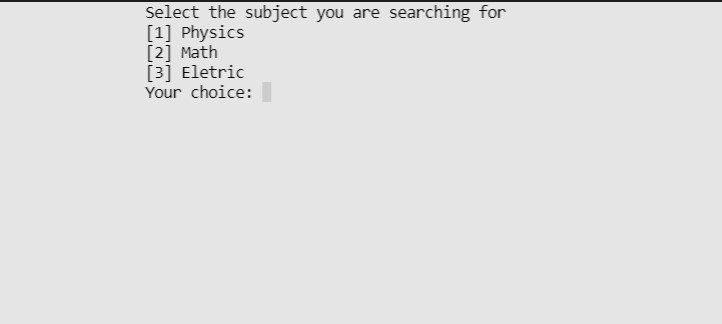 Select the subject you are searching for
[1] Physics
[2] Math
[3] Eletric
Your choice: